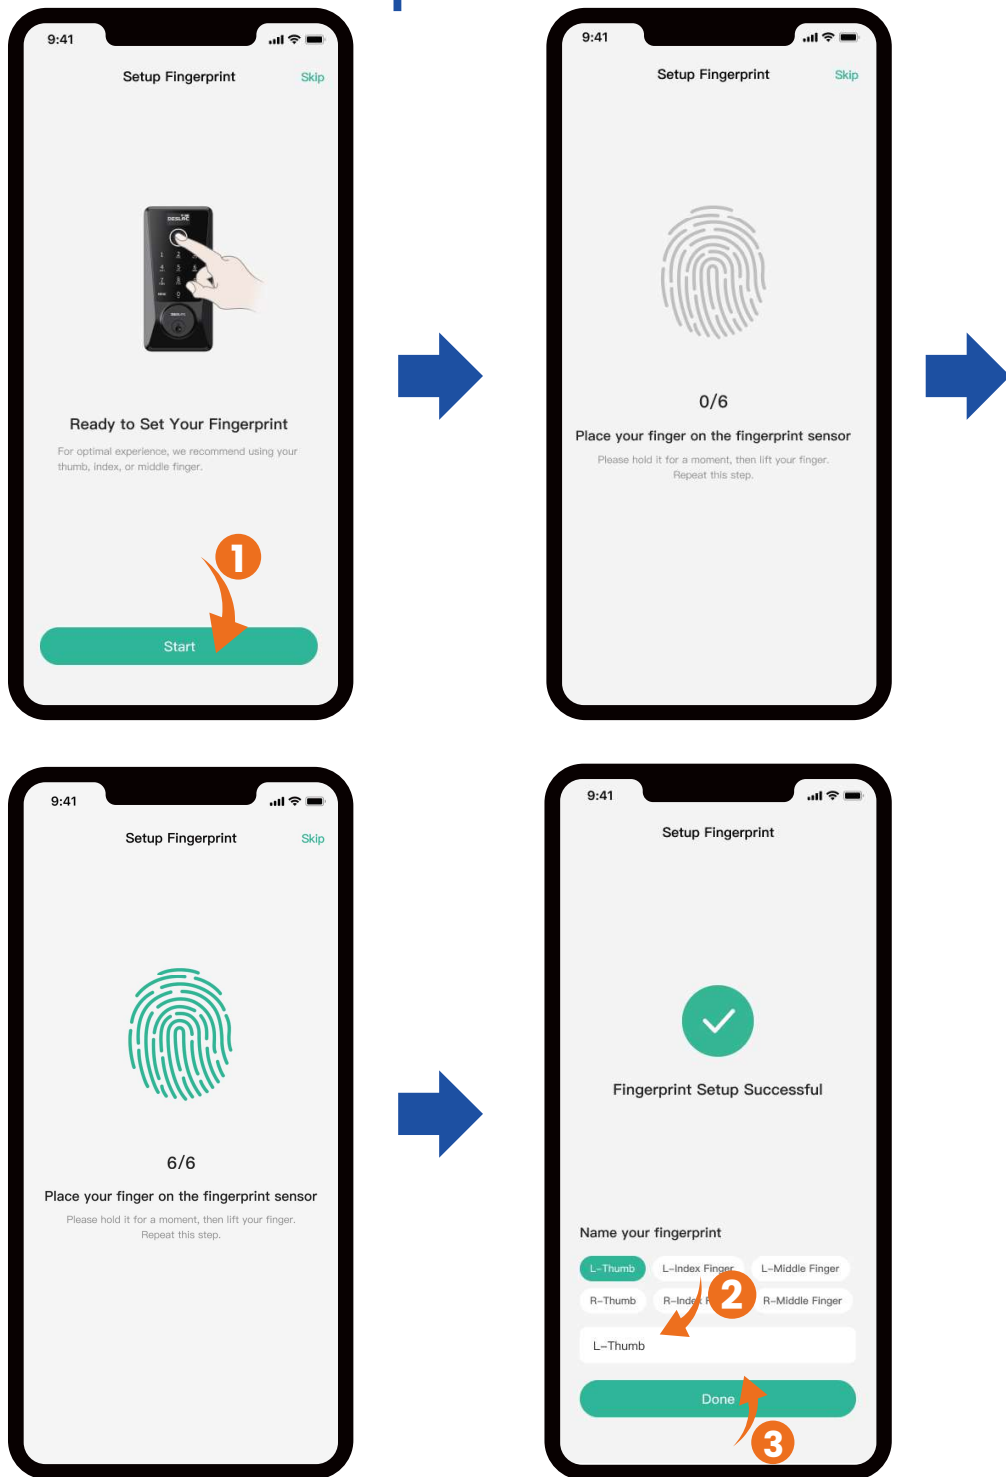 9:41
Setup Fingerprint
Skip
DESLOC
Ready to Set Your Fingerprint
For optimal experience, we recommend using your
thumb, index, or middle finger.
1
Start
9:41
Setup Fingerprint
Skip
0/6
Place your finger on the fingerprint sensor
Please hold it for a moment, then lift your finger.
Repeat this step.
9:41
Setup Fingerprint
Skip
6/6
Place your finger on the fingerprint sensor
Please hold it for a moment, then lift your finger.
Repeat this step.
9:41
Setup Fingerprint
Fingerprint Setup Successful
Name your fingerprint
L-Thumb L-Index Finger L-Middle Finger
R-Thumb R-Index R-Middle Finger
2
L-Thumb
Done
3